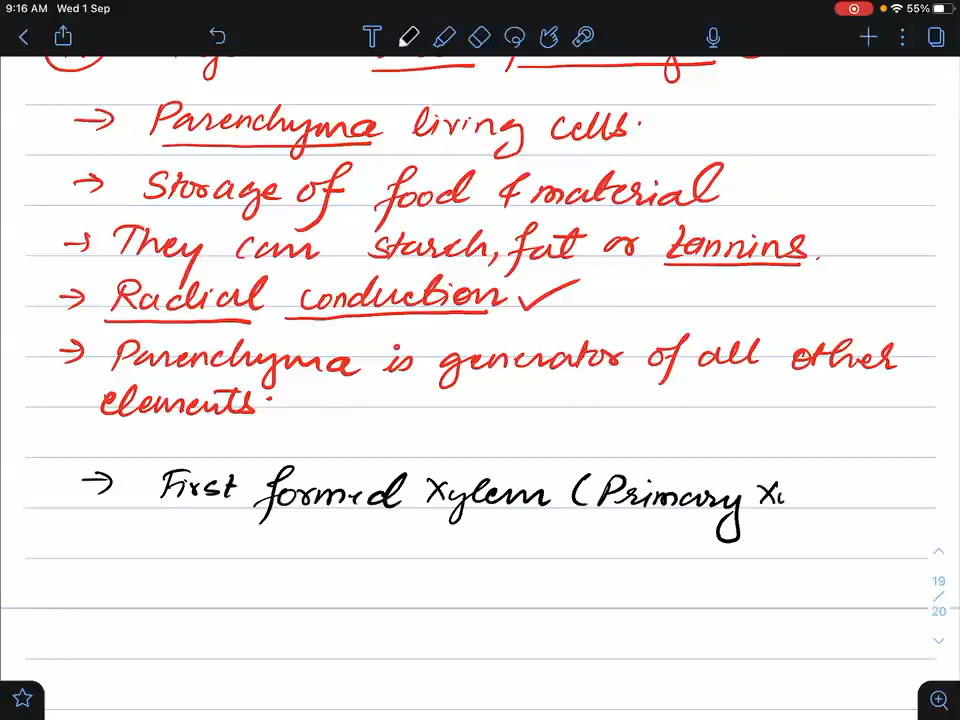 9:16 AM Wed 1 Sep
55%
T
→ Parenchyma living cells.
→ Storage of food & material
→ They can starch, fat or tannins.
→ Radial conduction ✓
→ Parenchyma is generator of all other
elements.
→ First formed Xylem (Primary Xy
19
/
20